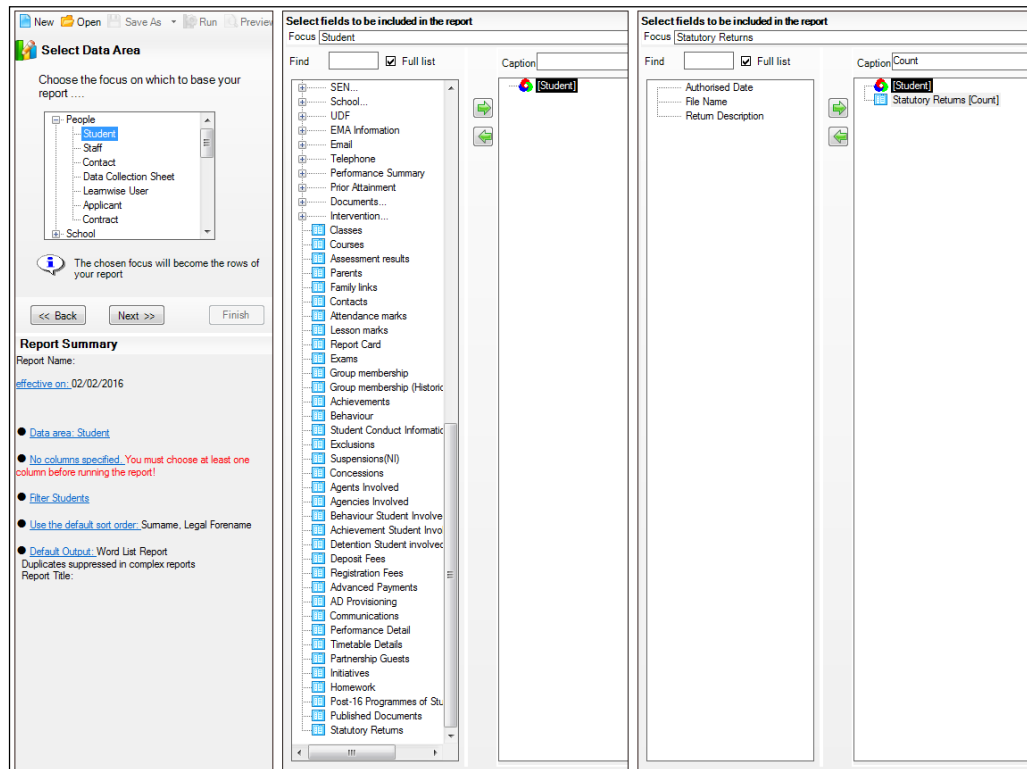 New Open Save As Run Preview
Select Data Area
Choose the focus on which to base your
report ....
People
Student
Staff
Contact
Data Collection Sheet
Learnwise User
Applicant
Contract
School
The chosen focus will become the rows of
your report
<< Back Next >> Finish
Report Summary
Report Name:
effective on: 02/02/2016
Data area: Student
No columns specified. You must choose at least one
column before running the report!
Filter Students
Use the default sort order: Surname, Legal Forename
Default Output: Word List Report
Duplicates suppressed in complex reports
Report Title:
Select fields to be included in the report
Focus Student
Find Full list Caption
SEN...
School...
UDF
EMA Information
Email
Telephone
Performance Summary
Prior Attainment
Documents...
Intervention...
Classes
Courses
Assessment results
Parents
Family links
Contacts
Attendance marks
Lesson marks
Report Card
Exams
Group membership
Group membership (Historic
Achievements
Behaviour
Student Conduct Informatic
Exclusions
Suspensions(NI)
Concessions
Agents Involved
Agencies Involved
Behaviour Student Involve
Achievement Student Invo
Detention Student involvec
Deposit Fees
Registration Fees
Advanced Payments
AD Provisioning
Communications
Performance Detail
Timetable Details
Partnership Guests
Initiatives
Homework
Post-16 Programmes of Stu
Published Documents
Statutory Returns
[Student]
Select fields to be included in the report
Focus Statutory Returns
Find Full list Caption Count
Authorised Date
File Name
Return Description
[Student]
Statutory Returns [Count]